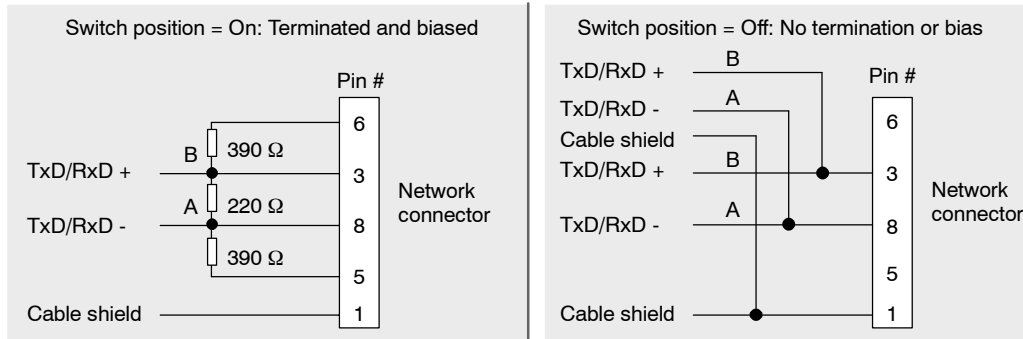 Switch position = On: Terminated and biased
Pin #
6
B
390 Ω
TxD/RxD +
3
A
220 Ω
Network
connector
TxD/RxD -
8
390 Ω
5
Cable shield
1
Switch position = Off: No termination or bias
TxD/RxD +
B
Pin #
TxD/RxD -
A
6
Cable shield
TxD/RxD +
B
3
Network
connector
TxD/RxD -
A
8
5
Cable shield
1